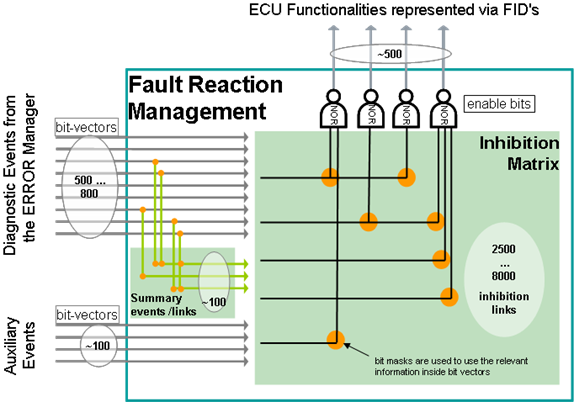 ECU Functionalities represented via FID's
~500
Fault Reaction
Management
NOR
NOR
NOR
NOR
enable bits
Diagnostic Events from
the ERROR Manager
bit-vectors
500 ...
800
Inhibition
Matrix
2500
...
8000
inhibition
links
Summary
events /links
~100
Auxiliary
Events
bit-vectors
~100
bit masks are used to use the relevant
information inside bit vectors